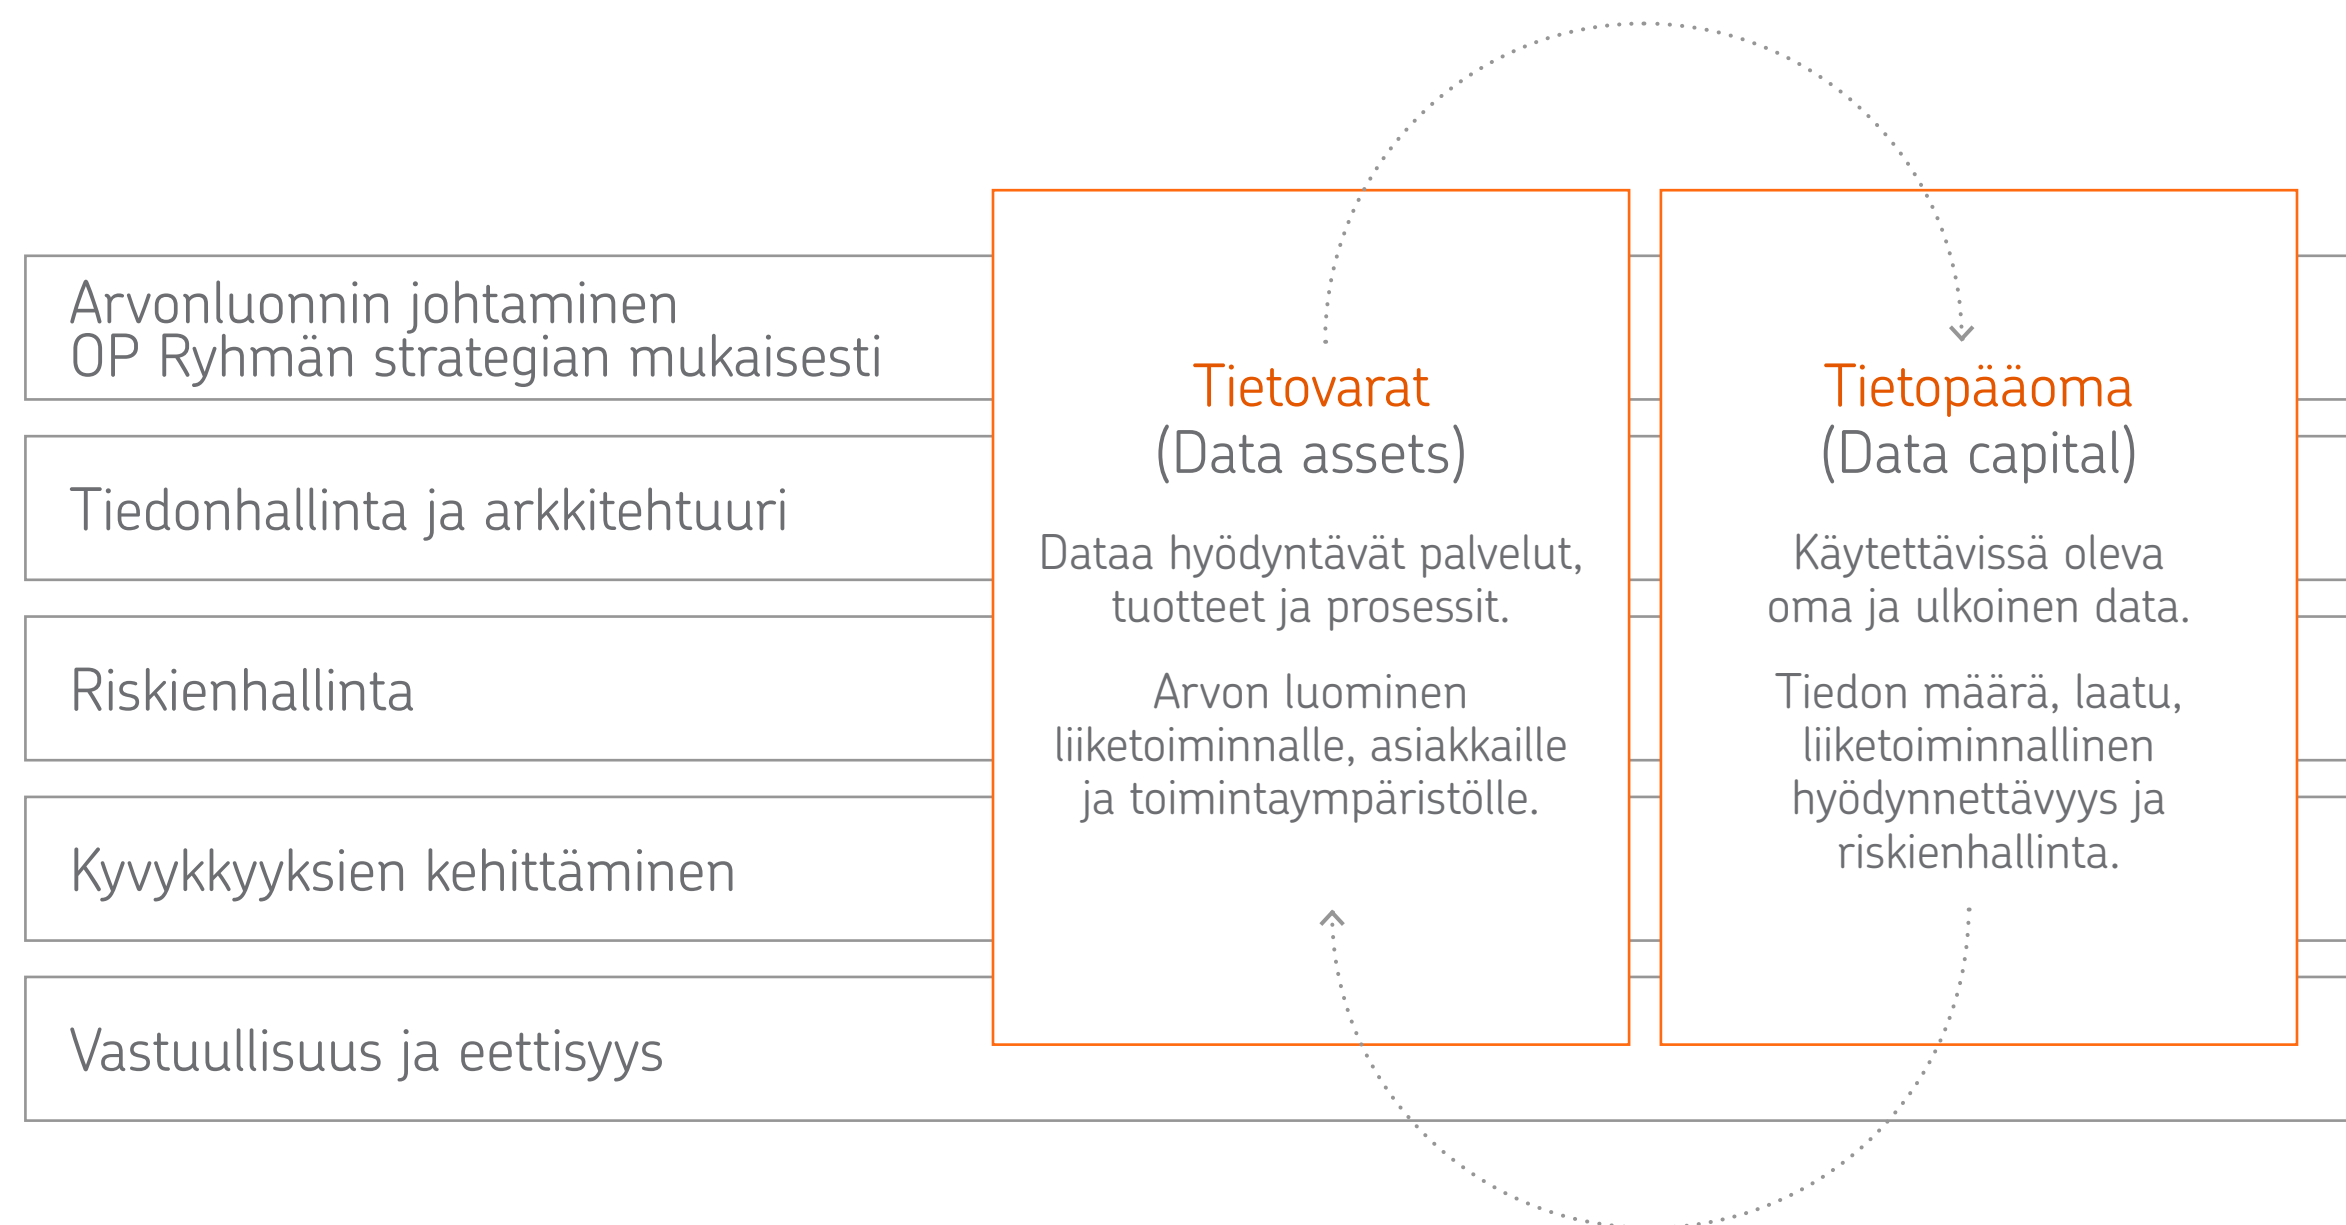 Arvonluonnin johtaminen
OP Ryhmän strategian mukaisesti
Tiedonhallinta ja arkkitehtuuri
Riskienhallinta
Kyvykkyyksien kehittäminen
Vastuullisuus ja eettisyys
Tietovarat
(Data assets)
Dataa hyödyntävät palvelut,
tuotteet ja prosessit.
Arvon luominen
liiketoiminnalle, asiakkaille
ja toimintaympäristölle.
Tietopääoma
(Data capital)
Käytettävissä oleva
oma ja ulkoinen data.
Tiedon määrä, laatu,
liiketoiminnallinen
hyödynnettävyys ja
riskienhallinta.